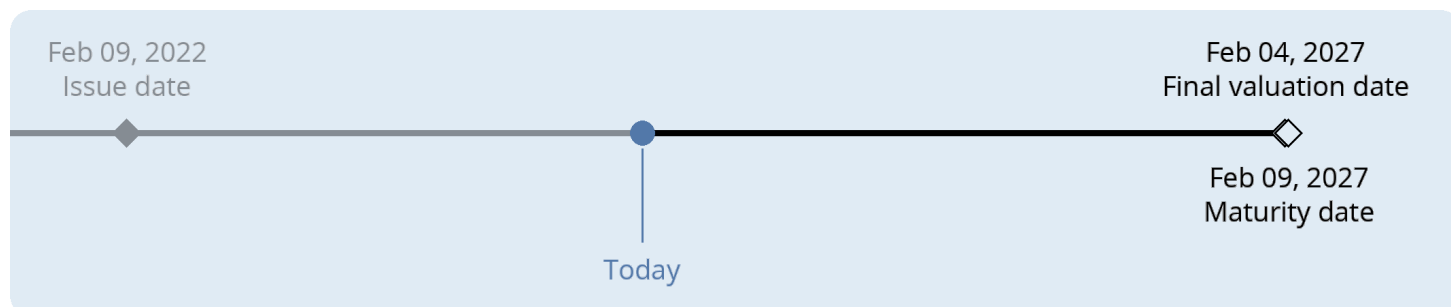 Feb 09, 2022
Issue date
Feb 04, 2027
Final valuation date
Feb 09, 2027
Maturity date
Today